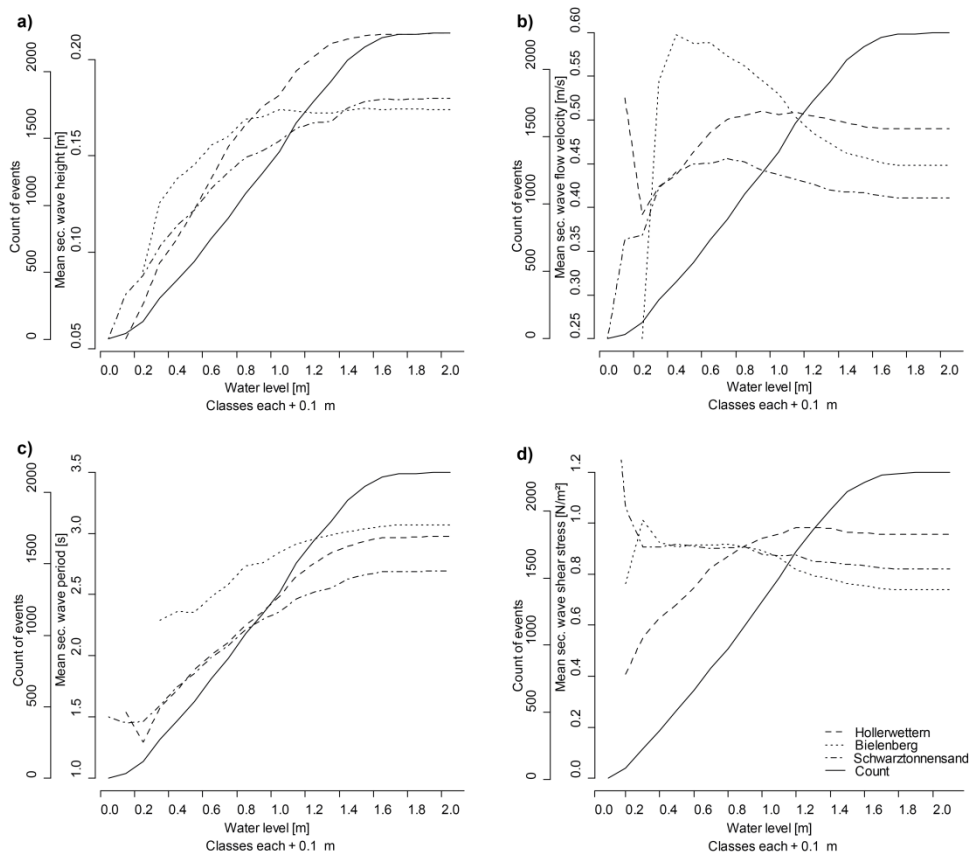 a)
Count of events
0 500 1000 1500 2000
Mean sec. wave height [m]
0.05 0.10 0.15 0.20
0.0 0.2 0.4 0.6 0.8 1.0 1.2 1.4 1.6 1.8 2.0
Water level [m]
Classes each + 0.1 m
b)
Count of events
0 500 1000 1500 2000
Mean sec. wave flow velocity [m/s]
0.25 0.30 0.35 0.40 0.45 0.50 0.55 0.60
0.0 0.2 0.4 0.6 0.8 1.0 1.2 1.4 1.6 1.8 2.0
Water level [m]
Classes each + 0.1 m
c)
Count of events
0 500 1000 1500 2000
Mean sec. wave period [s]
1.0 1.5 2.0 2.5 3.0 3.5
0.0 0.2 0.4 0.6 0.8 1.0 1.2 1.4 1.6 1.8 2.0
Water level [m]
Classes each + 0.1 m
d)
Count of events
0 500 1000 1500 2000
Mean sec. wave shear stress [N/m²]
0.0 0.2 0.4 0.6 0.8 1.0 1.2
Hollerwettern
Bielenberg
Schwarztonnensand
Count
0.0 0.2 0.4 0.6 0.8 1.0 1.2 1.4 1.6 1.8 2.0
Water level [m]
Classes each + 0.1 m